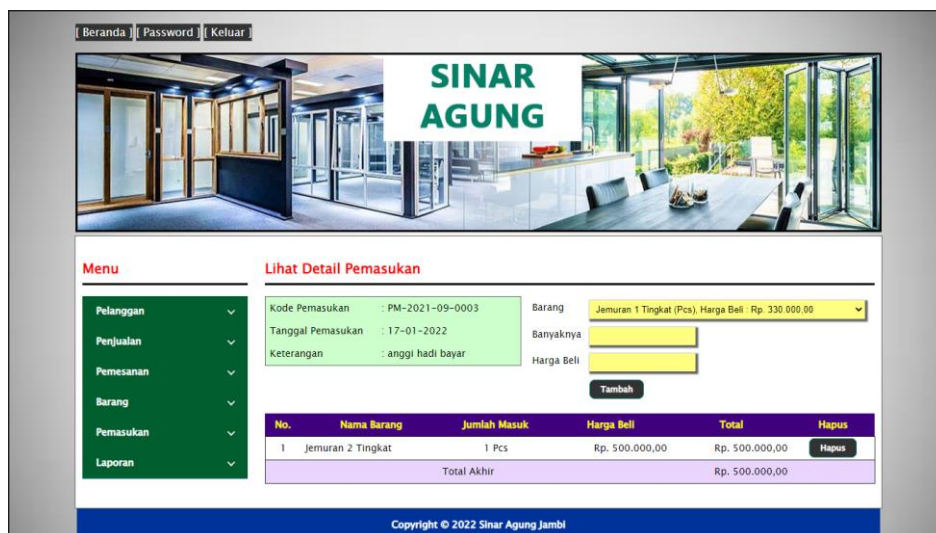 [ Beranda ] [ Password ] [ Keluar ]
SINAR
AGUNG
Menu
Pelanggan
Penjualan
Pemesanan
Barang
Pemasukan
Laporan
Lihat Detail Pemasukan
Kode Pemasukan : PM-2021-09-0003
Tanggal Pemasukan : 17-01-2022
Keterangan : anggi hadi bayar
Barang Jemuran 1 Tingkat (Pcs), Harga Beli : Rp. 330.000,00
Banyaknya
Harga Beli
Tambah
No. Nama Barang Jumlah Masuk Harga Beli Total Hapus
1 Jemuran 2 Tingkat 1 Pcs Rp. 500.000,00 Rp. 500.000,00 Hapus
Total Akhir Rp. 500.000,00
Copyright © 2022 Sinar Agung Jambi